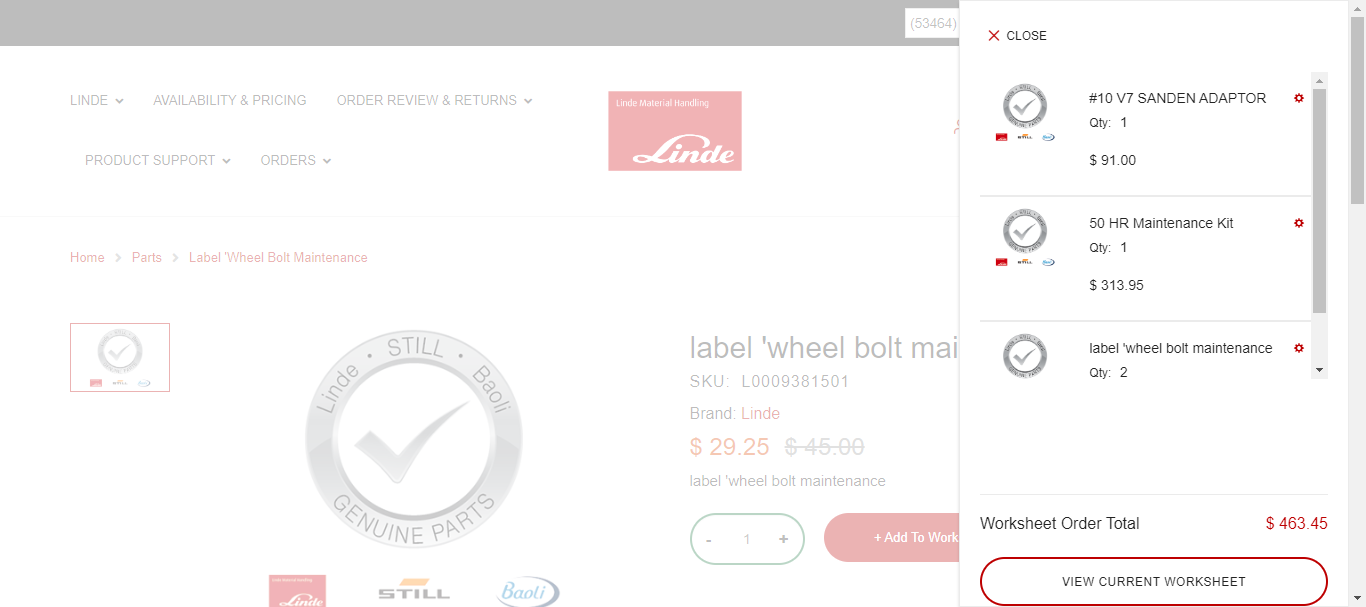 (53464)
LINDE
AVAILABILITY & PRICING
ORDER REVIEW & RETURNS
Linde Material Handling
Linde
PRODUCT SUPPORT
ORDERS
Home
Parts
Label 'Wheel Bolt Maintenance
STILL
Linde
Baoli
GENUINE PARTS
Linde Material Handling
Linde
STILL
Baoli
label 'wheel bolt mai
SKU: L0009381501
Brand: Linde
$ 29.25 $ 45.00
label 'wheel bolt maintenance
- 1 +
+ Add To Work
CLOSE
#10 V7 SANDEN ADAPTOR
Qty: 1
$ 91.00
50 HR Maintenance Kit
Qty: 1
$ 313.95
label 'wheel bolt maintenance
Qty: 2
Worksheet Order Total
$ 463.45
VIEW CURRENT WORKSHEET